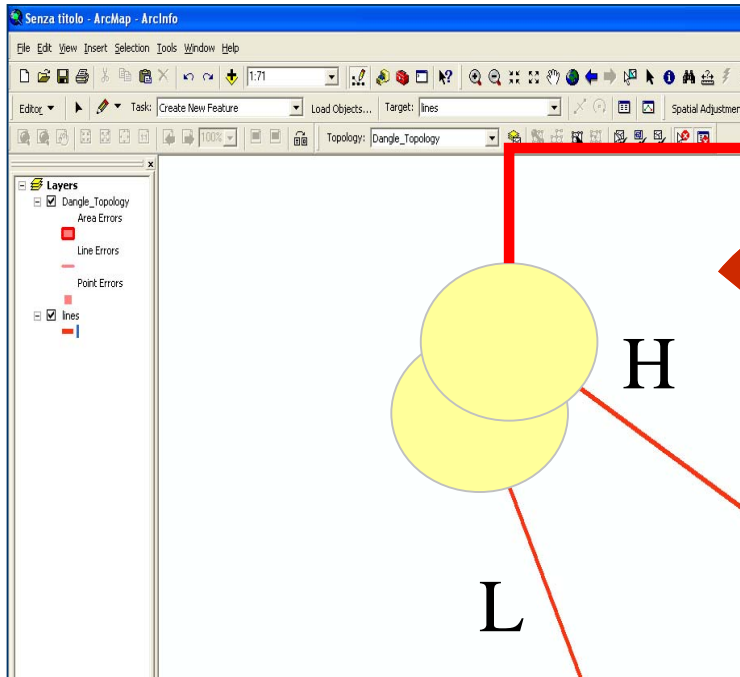 Senza titolo - ArcMap - ArcInfo
File Edit View Insert Selection Tools Window Help
1:71
Editor Task: Create New Feature Load Objects... Target: lines Spatial Adjustmen
100% Topology: Dangle_Topology
Layers
Dangle_Topology
Area Errors
Line Errors
Point Errors
lines
H
L